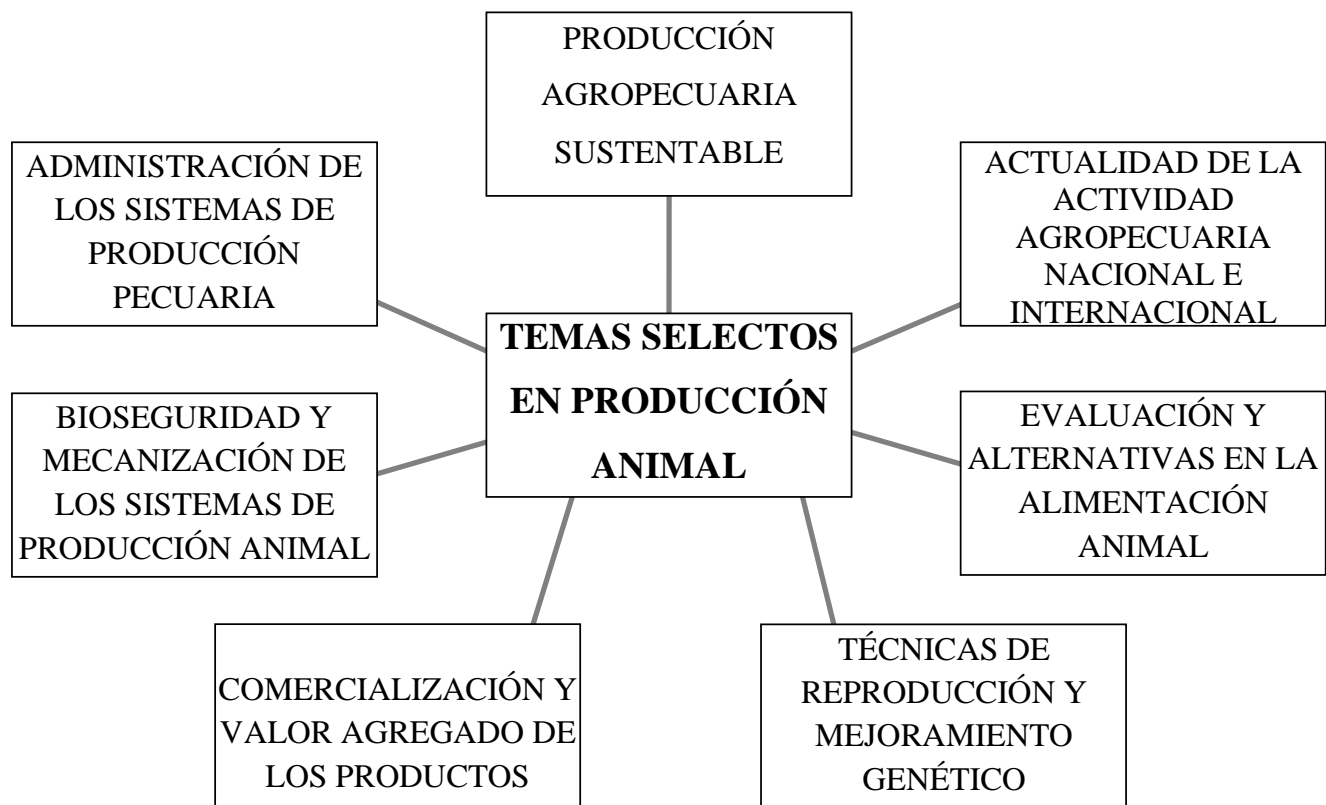 PRODUCCIÓN
AGROPECUARIA
SUSTENTABLE
ADMINISTRACIÓN DE
LOS SISTEMAS DE
PRODUCCIÓN
PECUARIA
ACTUALIDAD DE LA
ACTIVIDAD
AGROPECUARIA
NACIONAL E
INTERNACIONAL
TEMAS SELECTOS
EN PRODUCCIÓN
ANIMAL
BIOSEGURIDAD Y
MECANIZACIÓN DE
LOS SISTEMAS DE
PRODUCCIÓN ANIMAL
EVALUACIÓN Y
ALTERNATIVAS EN LA
ALIMENTACIÓN
ANIMAL
COMERCIALIZACIÓN Y
VALOR AGREGADO DE
LOS PRODUCTOS
TÉCNICAS DE
REPRODUCCIÓN Y
MEJORAMIENTO
GENÉTICO